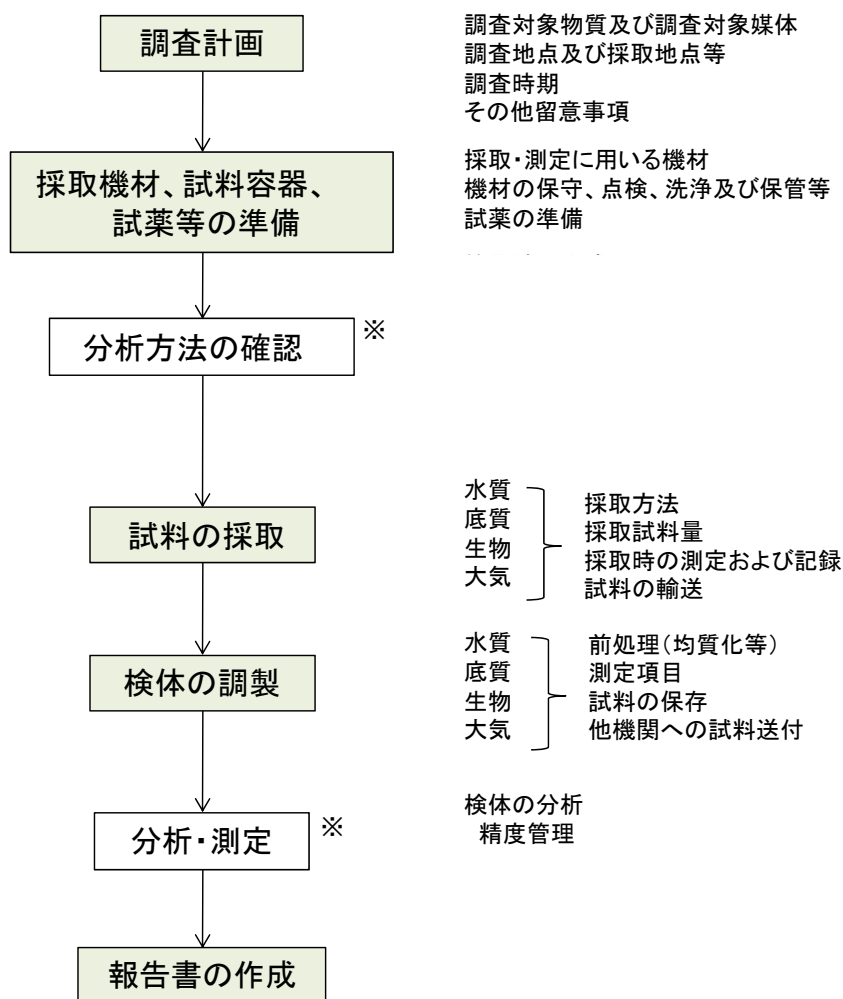 調査計画
調査対象物質及び調査対象媒体
調査地点及び採取地点等
調査時期
その他留意事項
採取機材、試料容器、
試薬等の準備
採取・測定に用いる機材
機材の保守、点検、洗浄及び保管等
試薬の準備
分析方法の確認 ※
試料の採取
水質
底質
生物
大気
採取方法
採取試料量
採取時の測定および記録
試料の輸送
検体の調製
水質
底質
生物
大気
前処理(均質化等)
測定項目
試料の保存
他機関への試料送付
分析・測定 ※
検体の分析
精度管理
報告書の作成